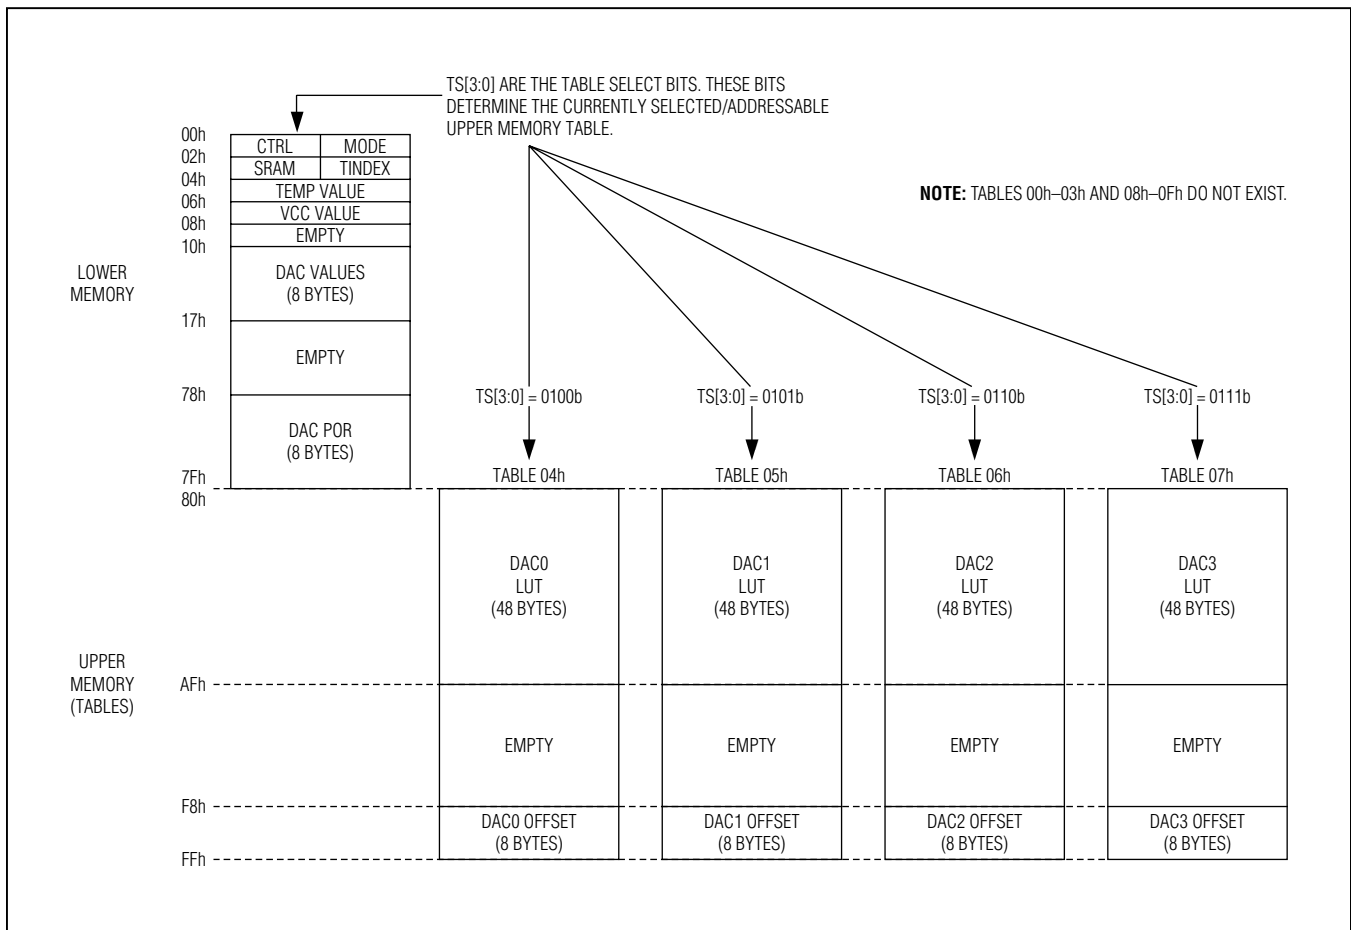 TS[3:0] ARE THE TABLE SELECT BITS. THESE BITS
DETERMINE THE CURRENTLY SELECTED/ADDRESSABLE
UPPER MEMORY TABLE.
NOTE: TABLES 00h–03h AND 08h–0Fh DO NOT EXIST.
LOWER
MEMORY
00h
CTRL MODE
02h
SRAM TINDEX
04h
TEMP VALUE
06h
VCC VALUE
08h
EMPTY
10h
DAC VALUES
(8 BYTES)
17h
EMPTY
78h
DAC POR
(8 BYTES)
7Fh
80h
TS[3:0] = 0100b TS[3:0] = 0101b TS[3:0] = 0110b TS[3:0] = 0111b
TABLE 04h TABLE 05h TABLE 06h TABLE 07h
UPPER
MEMORY
(TABLES)
DAC0 DAC1 DAC2 DAC3
LUT LUT LUT LUT
(48 BYTES) (48 BYTES) (48 BYTES) (48 BYTES)
AFh
EMPTY EMPTY EMPTY EMPTY
F8h
DAC0 OFFSET DAC1 OFFSET DAC2 OFFSET DAC3 OFFSET
(8 BYTES) (8 BYTES) (8 BYTES) (8 BYTES)
FFh